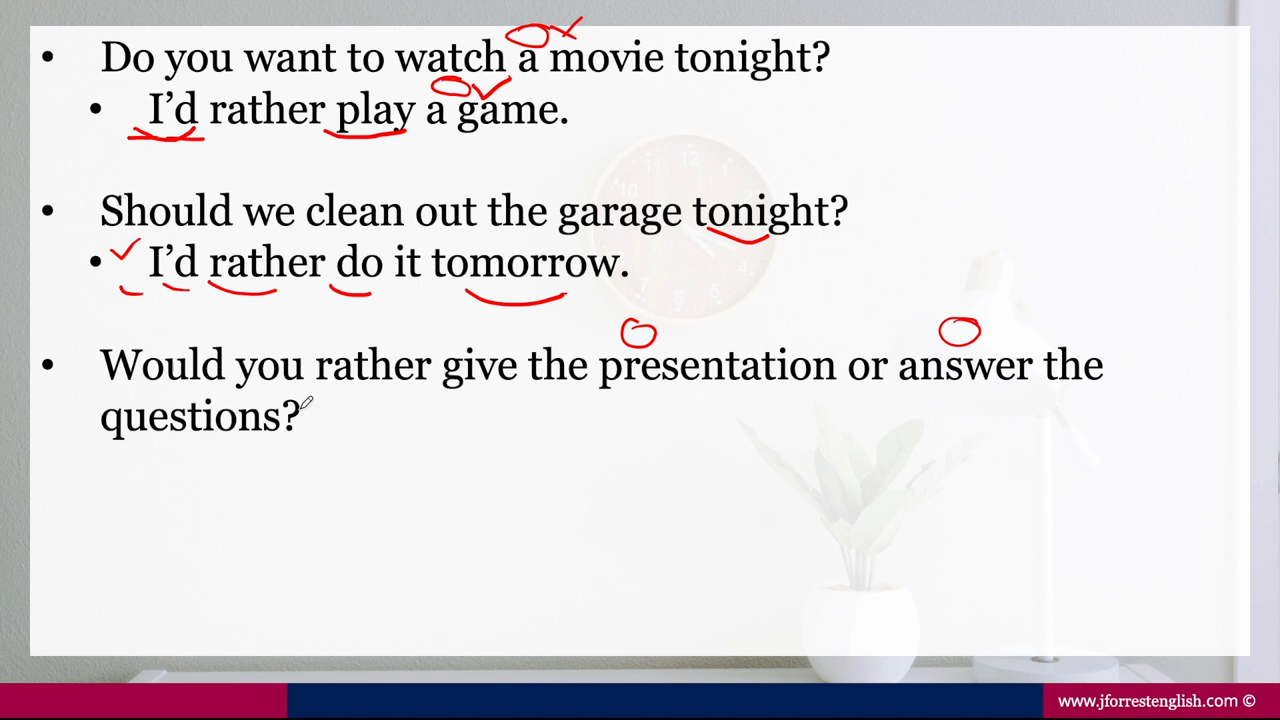 • Do you want to watch a movie tonight?
• I'd rather play a game.
• Should we clean out the garage tonight?
• I'd rather do it tomorrow.
• Would you rather give the presentation or answer the
questions?
www.jforrestenglish.com ©